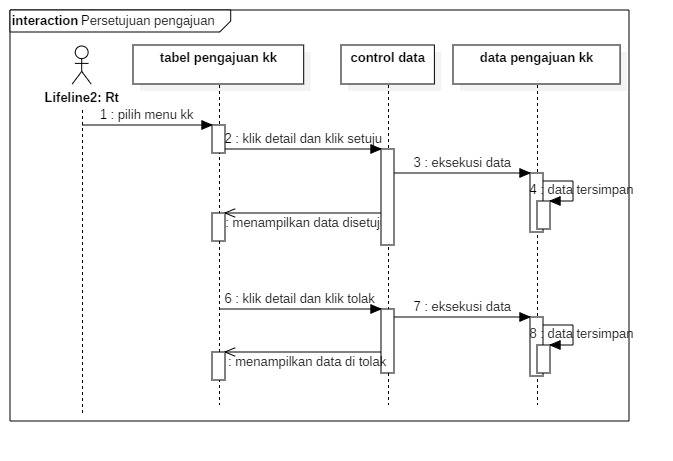 interaction Persetujuan pengajuan
tabel pengajuan kk
control data
data pengajuan kk
Lifeline2: Rt
1 : pilih menu kk
2 : klik detail dan klik setuju
3 : eksekusi data
4 : data tersimpan
: menampilkan data disetuj
6 : klik detail dan klik tolak
7 : eksekusi data
8 : data tersimpan
: menampilkan data di tolak